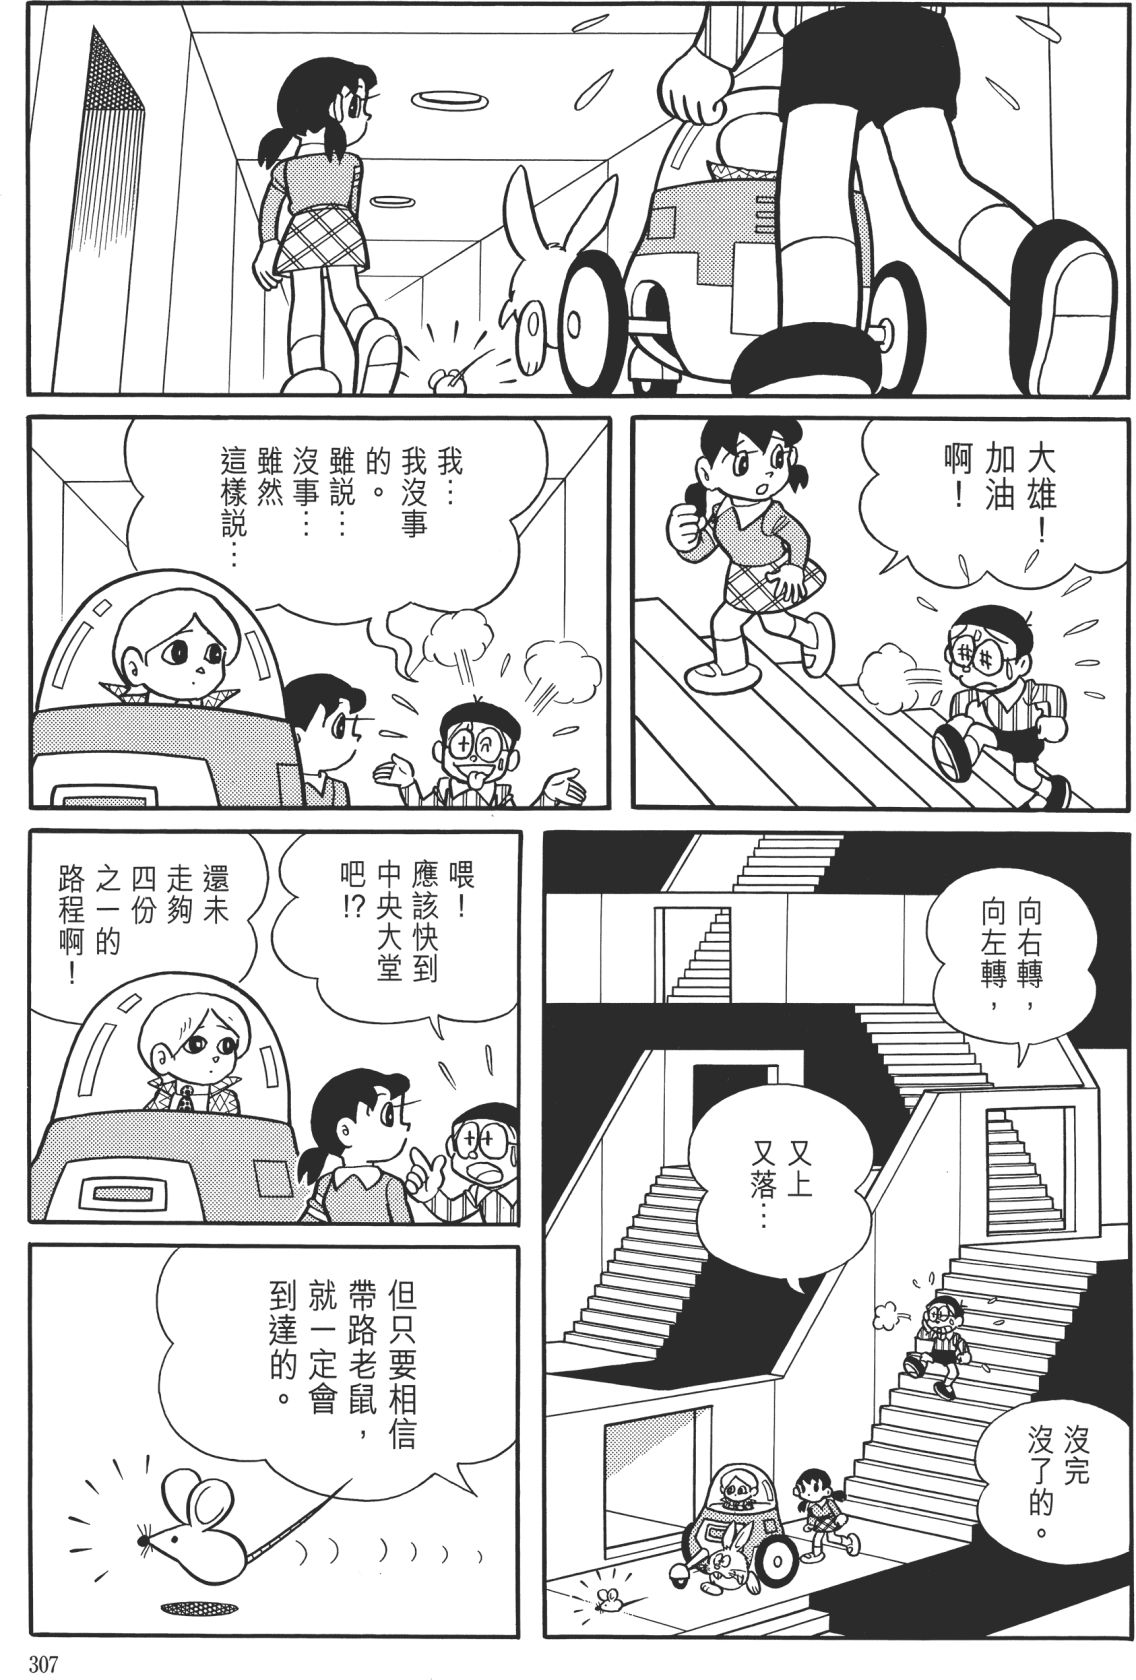 大雄！
加油
啊！
我…
我沒事
的。
雖説…
沒事…
雖然
這樣説…
向右轉，
向左轉，
又上
又落…
沒完
沒了的。
喂！
應該快到
中央大堂
吧!?
還未
走夠
四份
之一的
路程啊！
但只要相信
帶路老鼠，
就一定會
到達的。
307